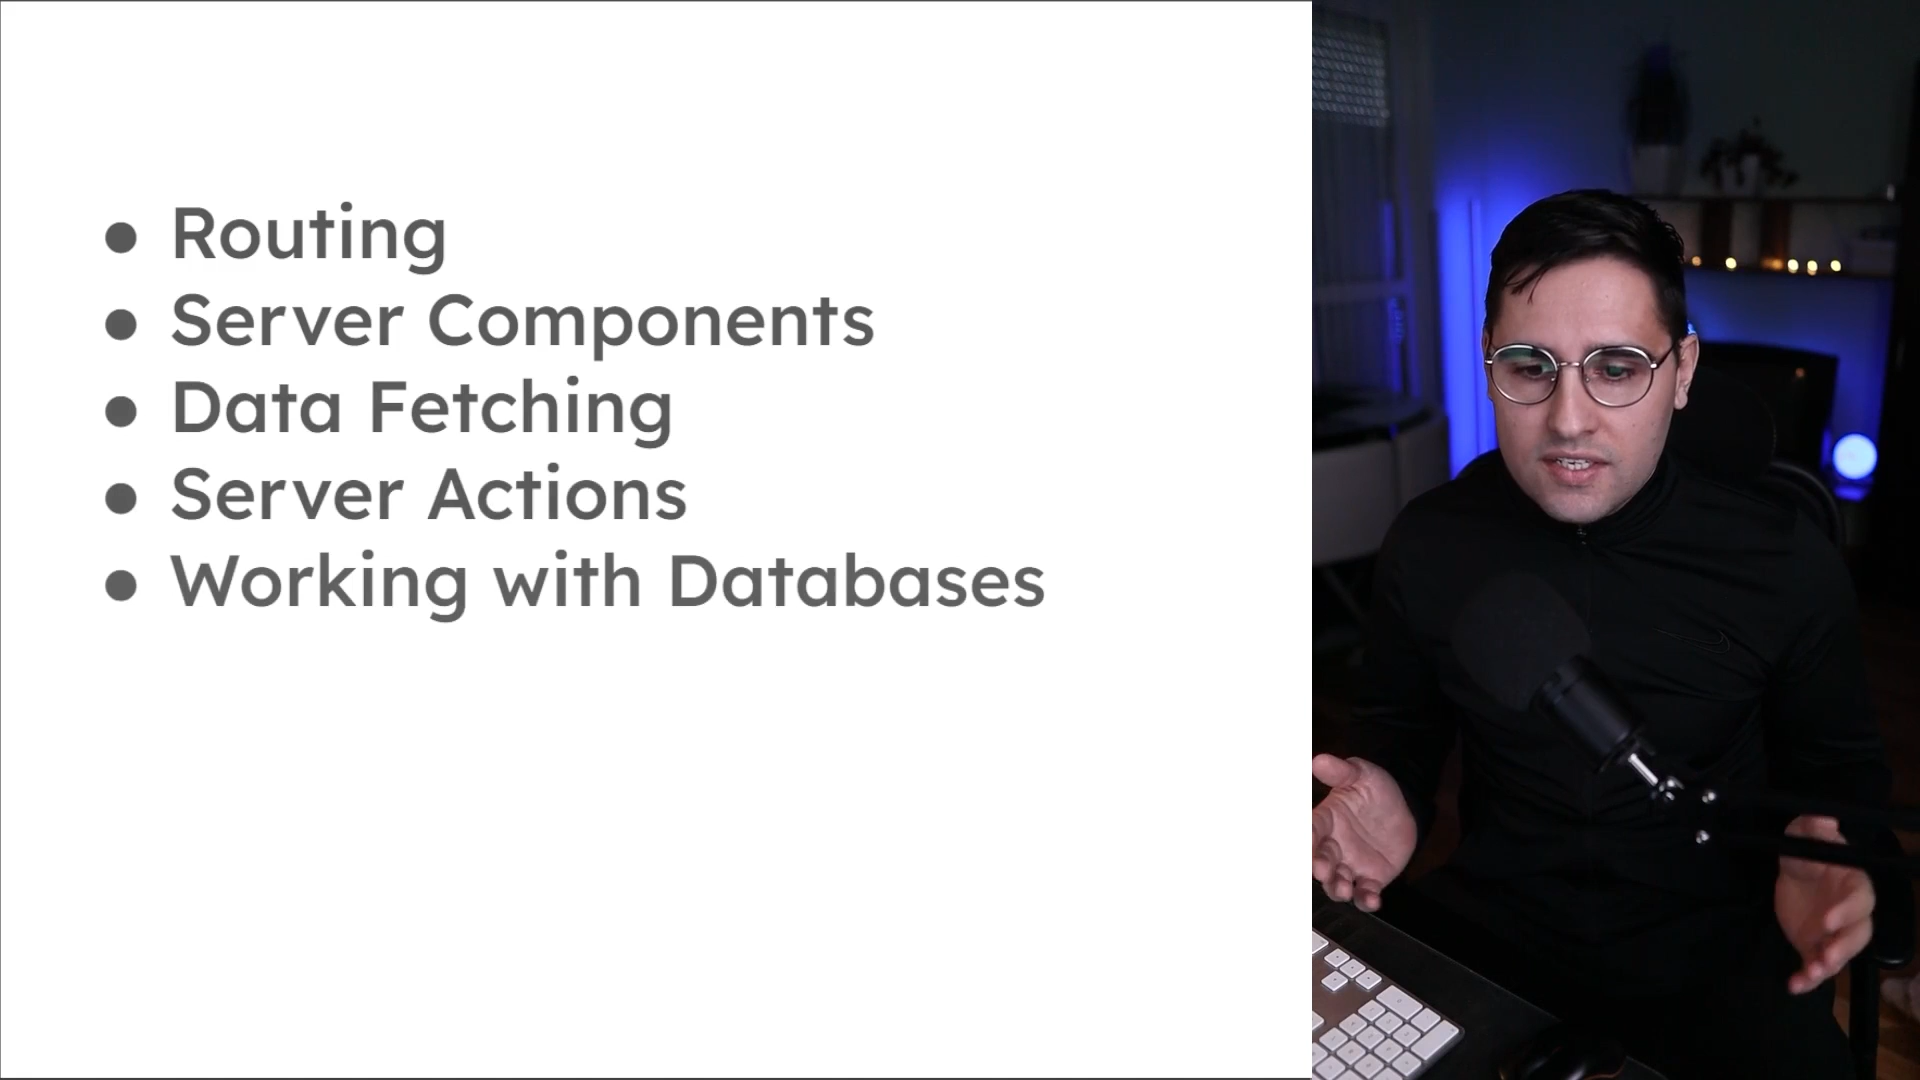 ● Routing
● Server Components
● Data Fetching
● Server Actions
● Working with Databases